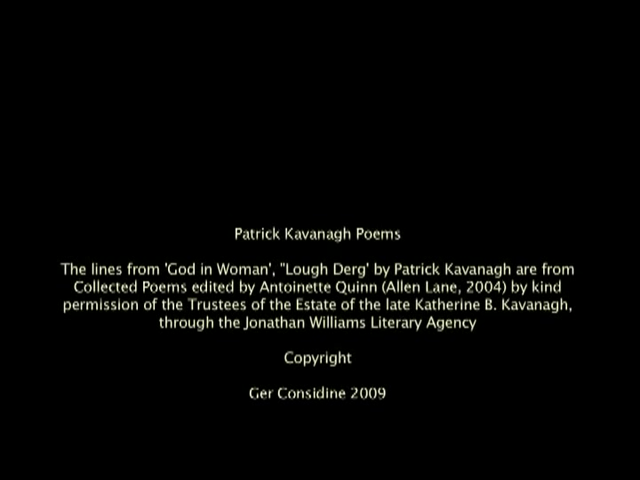 Patrick Kavanagh Poems
The lines from 'God in Woman', "Lough Derg' by Patrick Kavanagh are from
Collected Poems edited by Antoinette Quinn (Allen Lane, 2004) by kind
permission of the Trustees of the Estate of the late Katherine B. Kavanagh,
through the Jonathan Williams Literary Agency
Copyright
Ger Considine 2009